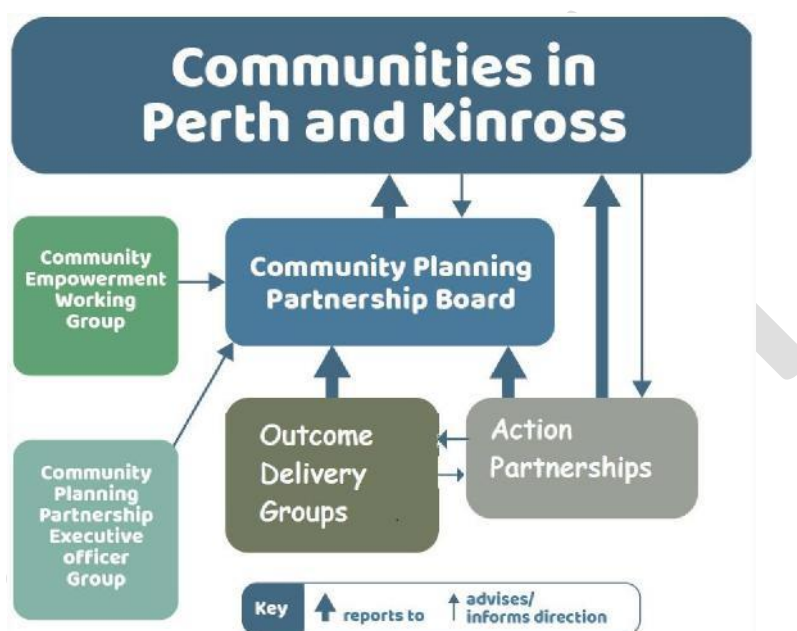 Communities in
Perth and Kinross
Community
Empowerment
Working
Group
Community Planning
Partnership Board
Community
Planning
Partnership
Executive
officer
Group
Outcome
Delivery
Groups
Action
Partnerships
Key
reports to
advises/
informs direction